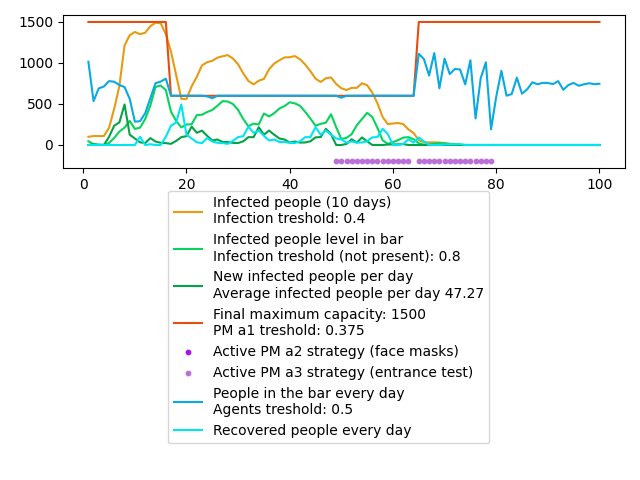 1500
1000
500
0
0
20
40
60
80
100
Infected people (10 days)
Infection treshold: 0.4
Infected people level in bar
Infection treshold (not present): 0.8
New infected people per day
Average infected people per day 47.27
Final maximum capacity: 1500
PM a1 treshold: 0.375
Active PM a2 strategy (face masks)
Active PM a3 strategy (entrance test)
People in the bar every day
Agents treshold: 0.5
Recovered people every day